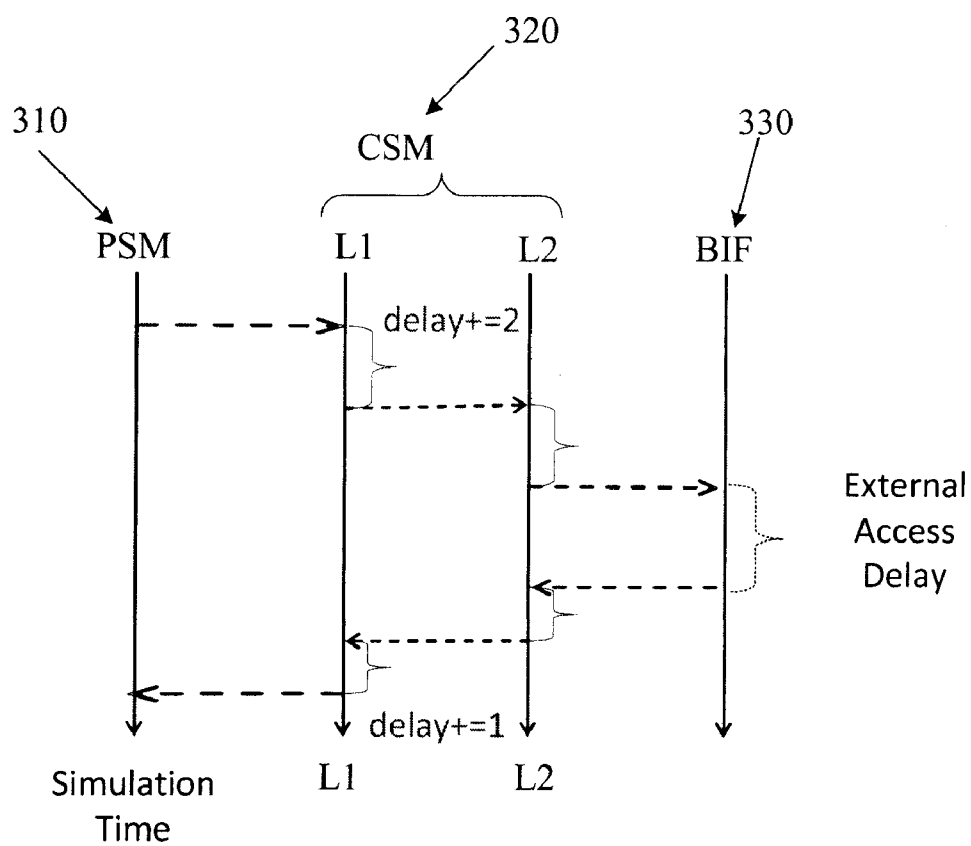 320
310
330
CSM
PSM
L1
L2
BIF
delay+=2
External
Access
Delay
delay+=1
L1
L2
Simulation
Time